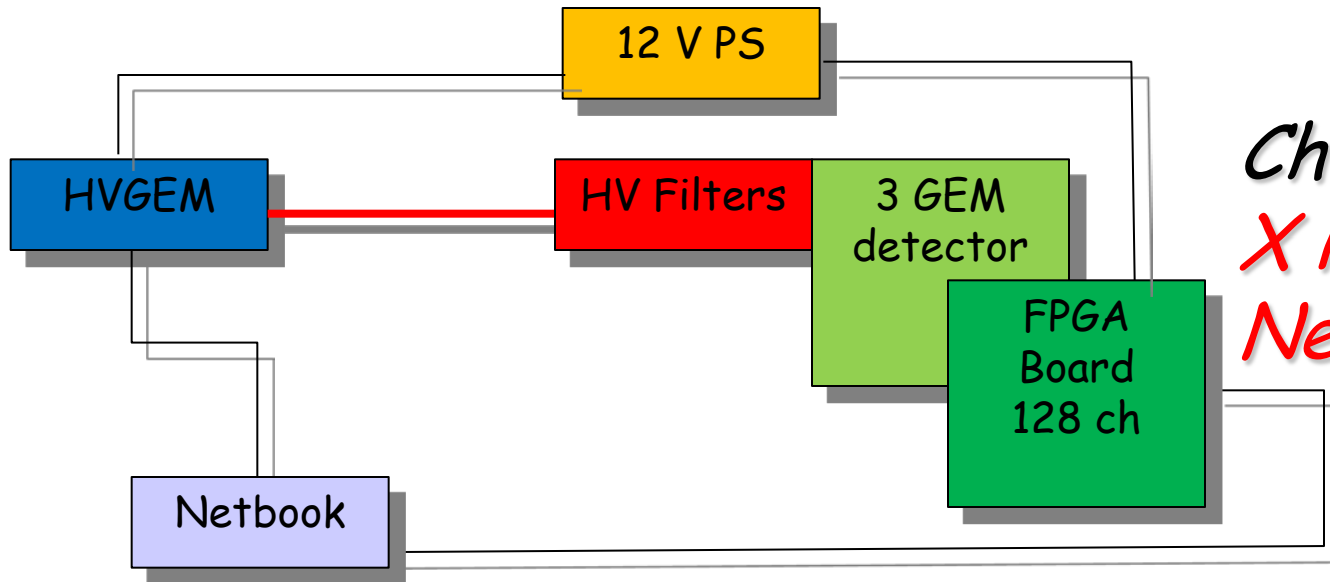 12 V PS
HVGEM
HV Filters
3 GEM
detector
FPGA
Board
128 ch
Netbook
X